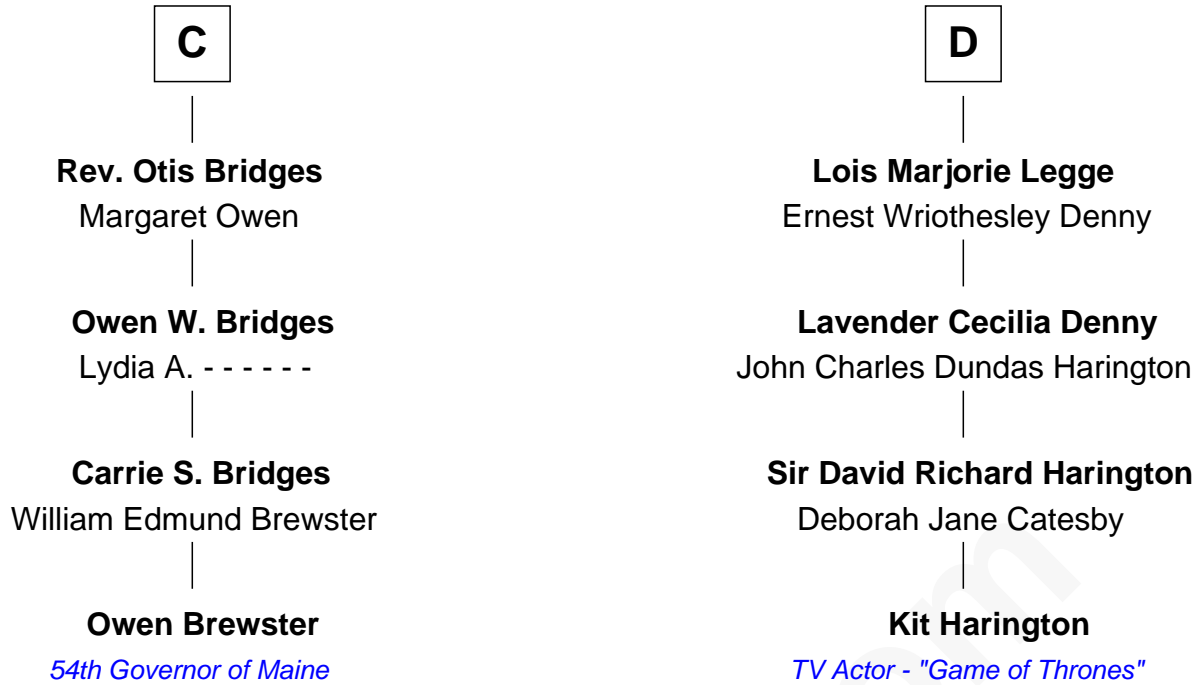 C
Rev. Otis Bridges
Margaret Owen
Owen W. Bridges
Lydia A. - - - - - -
Carrie S. Bridges
William Edmund Brewster
Owen Brewster
54th Governor of Maine
D
Lois Marjorie Legge
Ernest Wriothesley Denny
Lavender Cecilia Denny
John Charles Dundas Harington
Sir David Richard Harington
Deborah Jane Catesby
Kit Harington
TV Actor - "Game of Thrones"